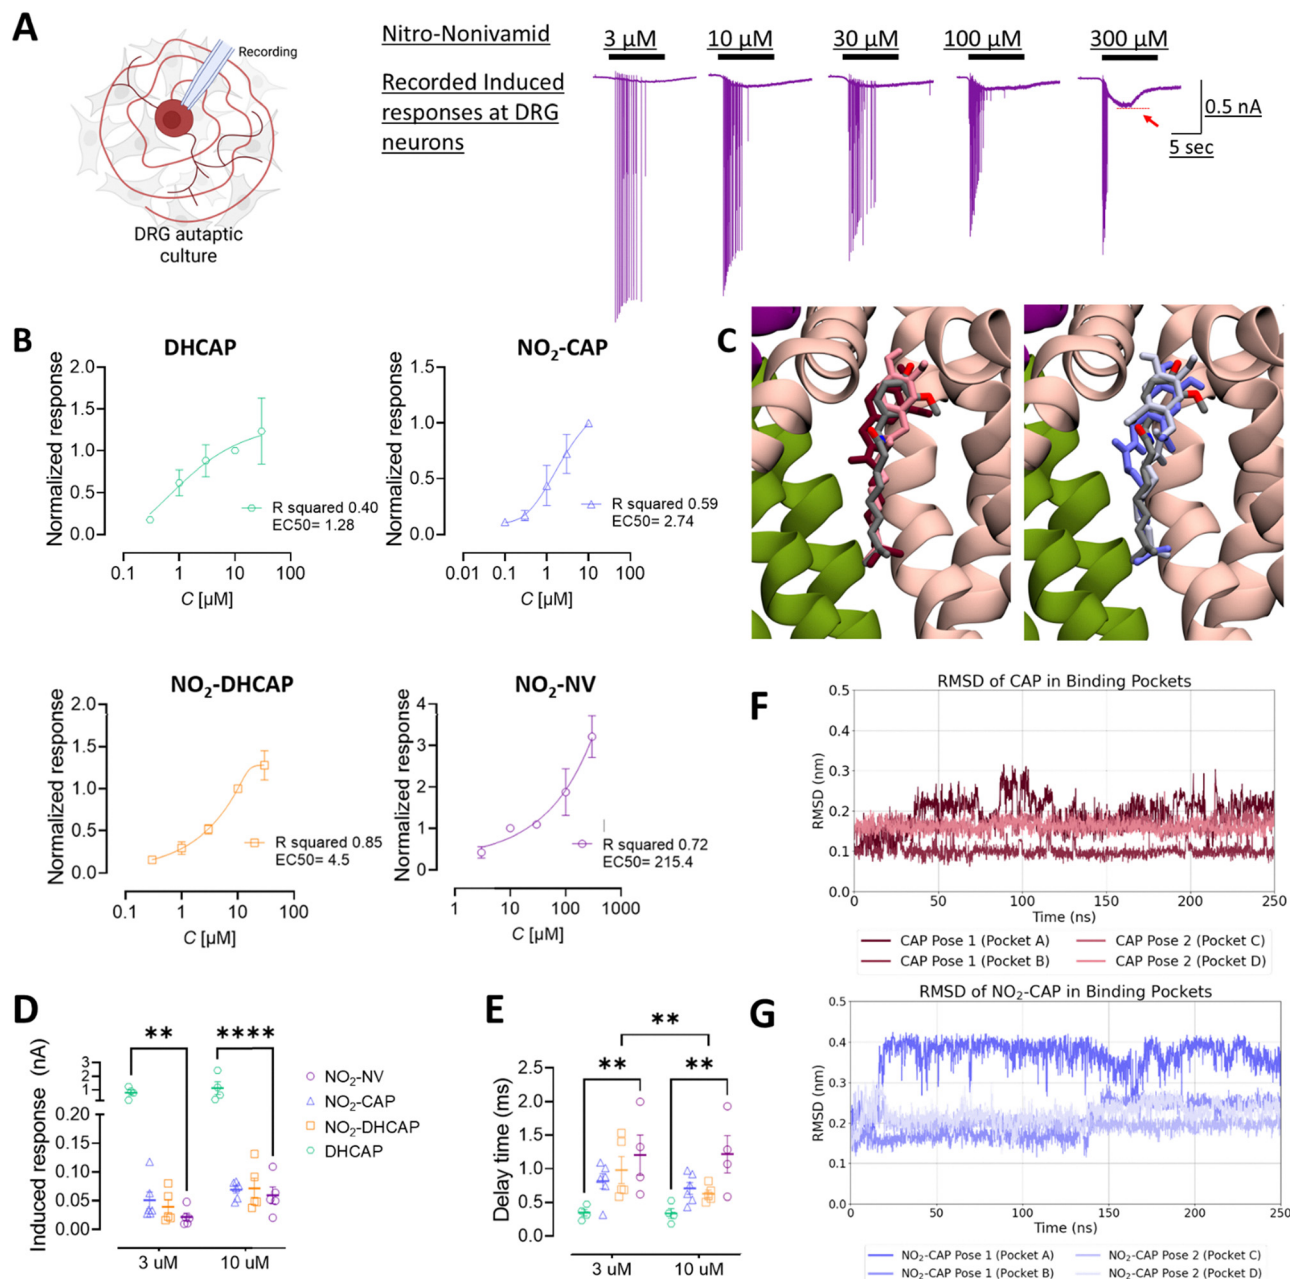 A
Recording
DRG autaptic
culture
Nitro-Nonivamid
Recorded Induced
responses at DRG
neurons
3 µM
10 µM
30 µM
100 µM
300 µM
0.5 nA
5 sec
B
DHCAP
Normalized response
2.0
1.5
1.0
0.5
0.0
R squared 0.40
EC50= 1.28
0.1 1 10 100
C [µM]
NO₂-CAP
Normalized response
1.5
1.0
0.5
0.0
R squared 0.59
EC50= 2.74
0.01 0.1 1 10 100
C [µM]
NO₂-DHCAP
Normalized response
2.0
1.5
1.0
0.5
0.0
R squared 0.85
EC50= 4.5
0.1 1 10 100
C [µM]
NO₂-NV
Normalized response
4
3
2
1
0
R squared 0.72
EC50= 215.4
1 10 100 1000
C [µM]
C
D
Induced response (nA)
3
2
1
0.20
0.15
0.10
0.05
0.00
** ****
3 uM 10 uM
NO₂-NV
NO₂-CAP
NO₂-DHCAP
DHCAP
E
Delay time (ms)
2.5
2.0
1.5
1.0
0.5
0.0
**
** **
3 uM 10 uM
F
RMSD of CAP in Binding Pockets
RMSD (nm)
0.5
0.4
0.3
0.2
0.1
0.0
0 50 100 150 200 250
Time (ns)
CAP Pose 1 (Pocket A) CAP Pose 2 (Pocket C)
CAP Pose 1 (Pocket B) CAP Pose 2 (Pocket D)
G
RMSD of NO₂-CAP in Binding Pockets
RMSD (nm)
0.5
0.4
0.3
0.2
0.1
0.0
0 50 100 150 200 250
Time (ns)
NO₂-CAP Pose 1 (Pocket A) NO₂-CAP Pose 2 (Pocket C)
NO₂-CAP Pose 1 (Pocket B) NO₂-CAP Pose 2 (Pocket D)